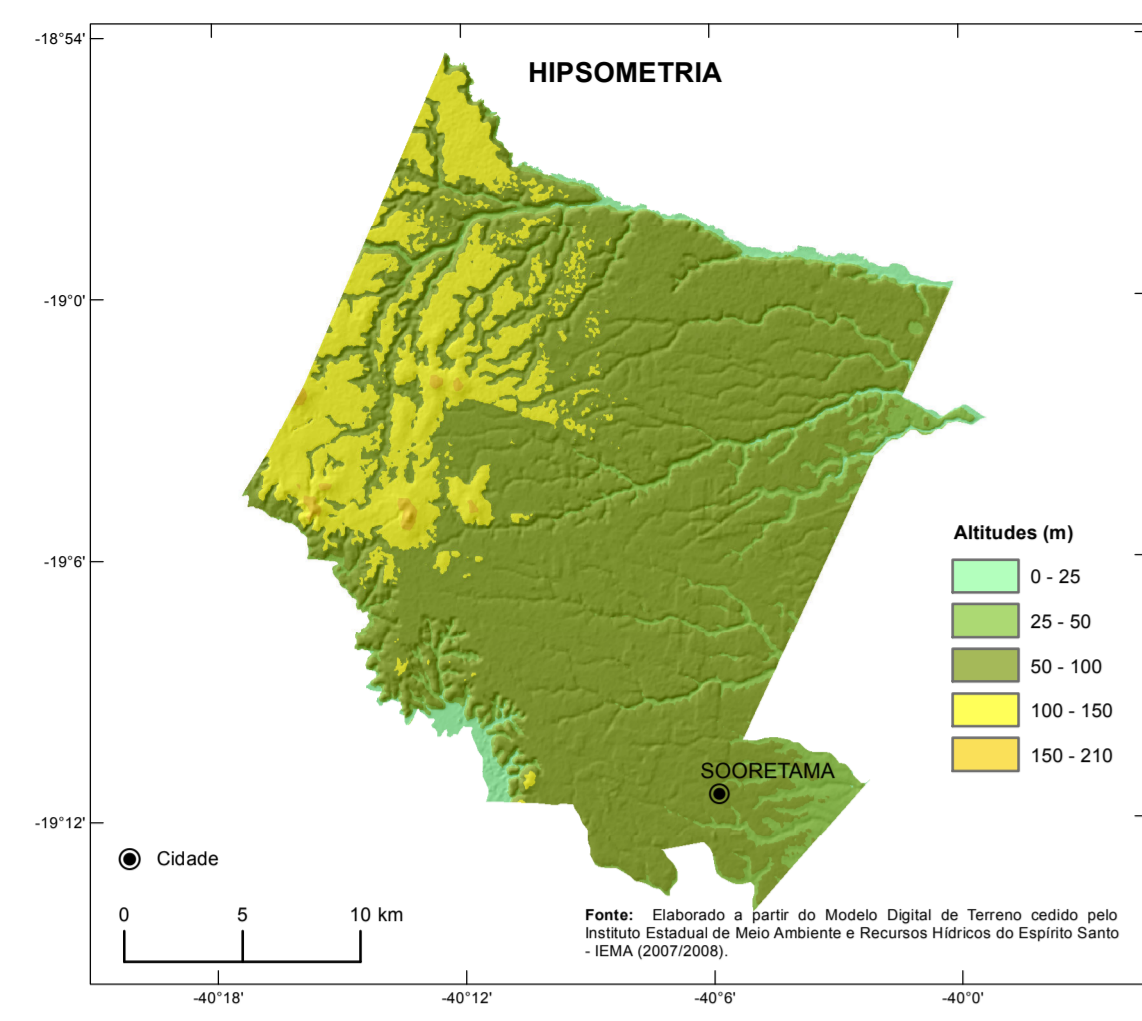 HIPSOMETRIA
-18°54'
-19°0'
-19°6'
-19°12'
Altitudes (m)
0 - 25
25 - 50
50 - 100
100 - 150
150 - 210
SOORETAMA
Cidade
0 5 10 km
Fonte: Elaborado a partir do Modelo Digital de Terreno cedido pelo
Instituto Estadual de Meio Ambiente e Recursos Hídricos do Espírito Santo
- IEMA (2007/2008).
-40°18' -40°12' -40°6' -40°0'